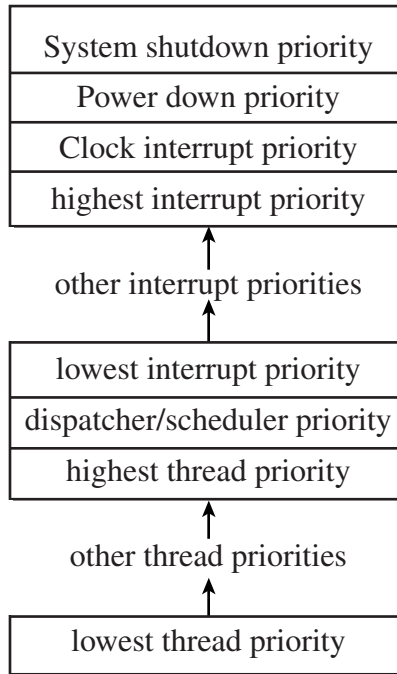 System shutdown priority
Power down priority
Clock interrupt priority
highest interrupt priority
other interrupt priorities
lowest interrupt priority
dispatcher/scheduler priority
highest thread priority
other thread priorities
lowest thread priority